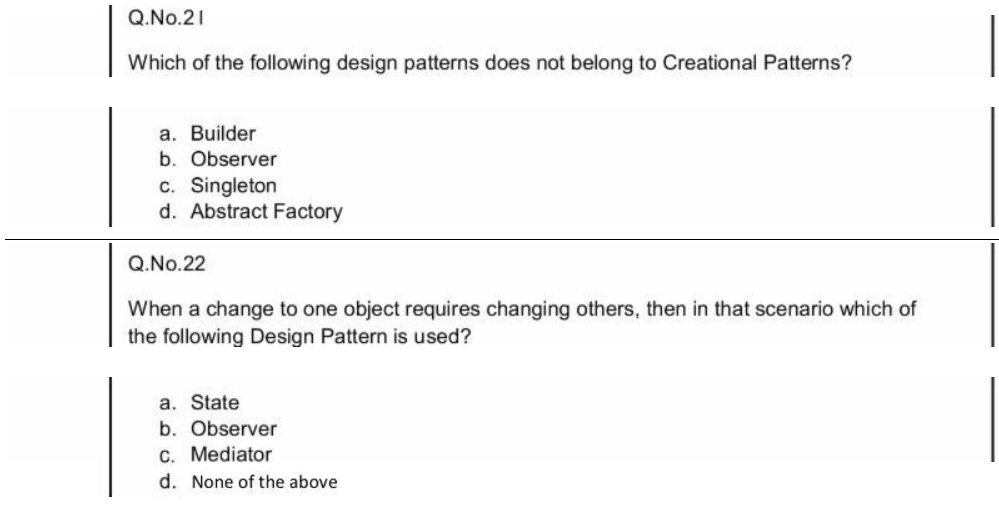 Q.No.21
Which of the following design patterns does not belong to Creational Patterns?
a. Builder
b. Observer
c. Singleton
d. Abstract Factory
Q.No.22
When a change to one object requires changing others, then in that scenario which of
the following Design Pattern is used?
a. State
b. Observer
c. Mediator
d. None of the above